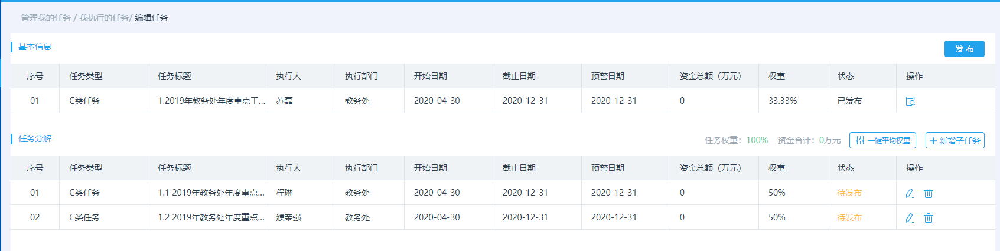 管理我的任务 / 我执行的任务/ 编辑任务
基本信息
发 布
序号 任务类型 任务标题 执行人 执行部门 开始日期 截止日期 预警日期 资金总额（万元） 权重 状态 操作
01 C类任务 1.2019年教务处年度重点工... 苏磊 教务处 2020-04-30 2020-12-31 2020-12-31 0 33.33% 已发布
任务分解 任务权重：100% 资金合计：0万元 一键平均权重 +新增子任务
序号 任务类型 任务标题 执行人 执行部门 开始日期 截止日期 预警日期 资金总额（万元） 权重 状态 操作
01 C类任务 1.1 2019年教务处年度重点... 程琳 教务处 2020-04-30 2020-12-31 2020-12-31 0 50% 待发布
02 C类任务 1.2 2019年教务处年度重点... 濮荣强 教务处 2020-04-30 2020-12-31 2020-12-31 0 50% 待发布